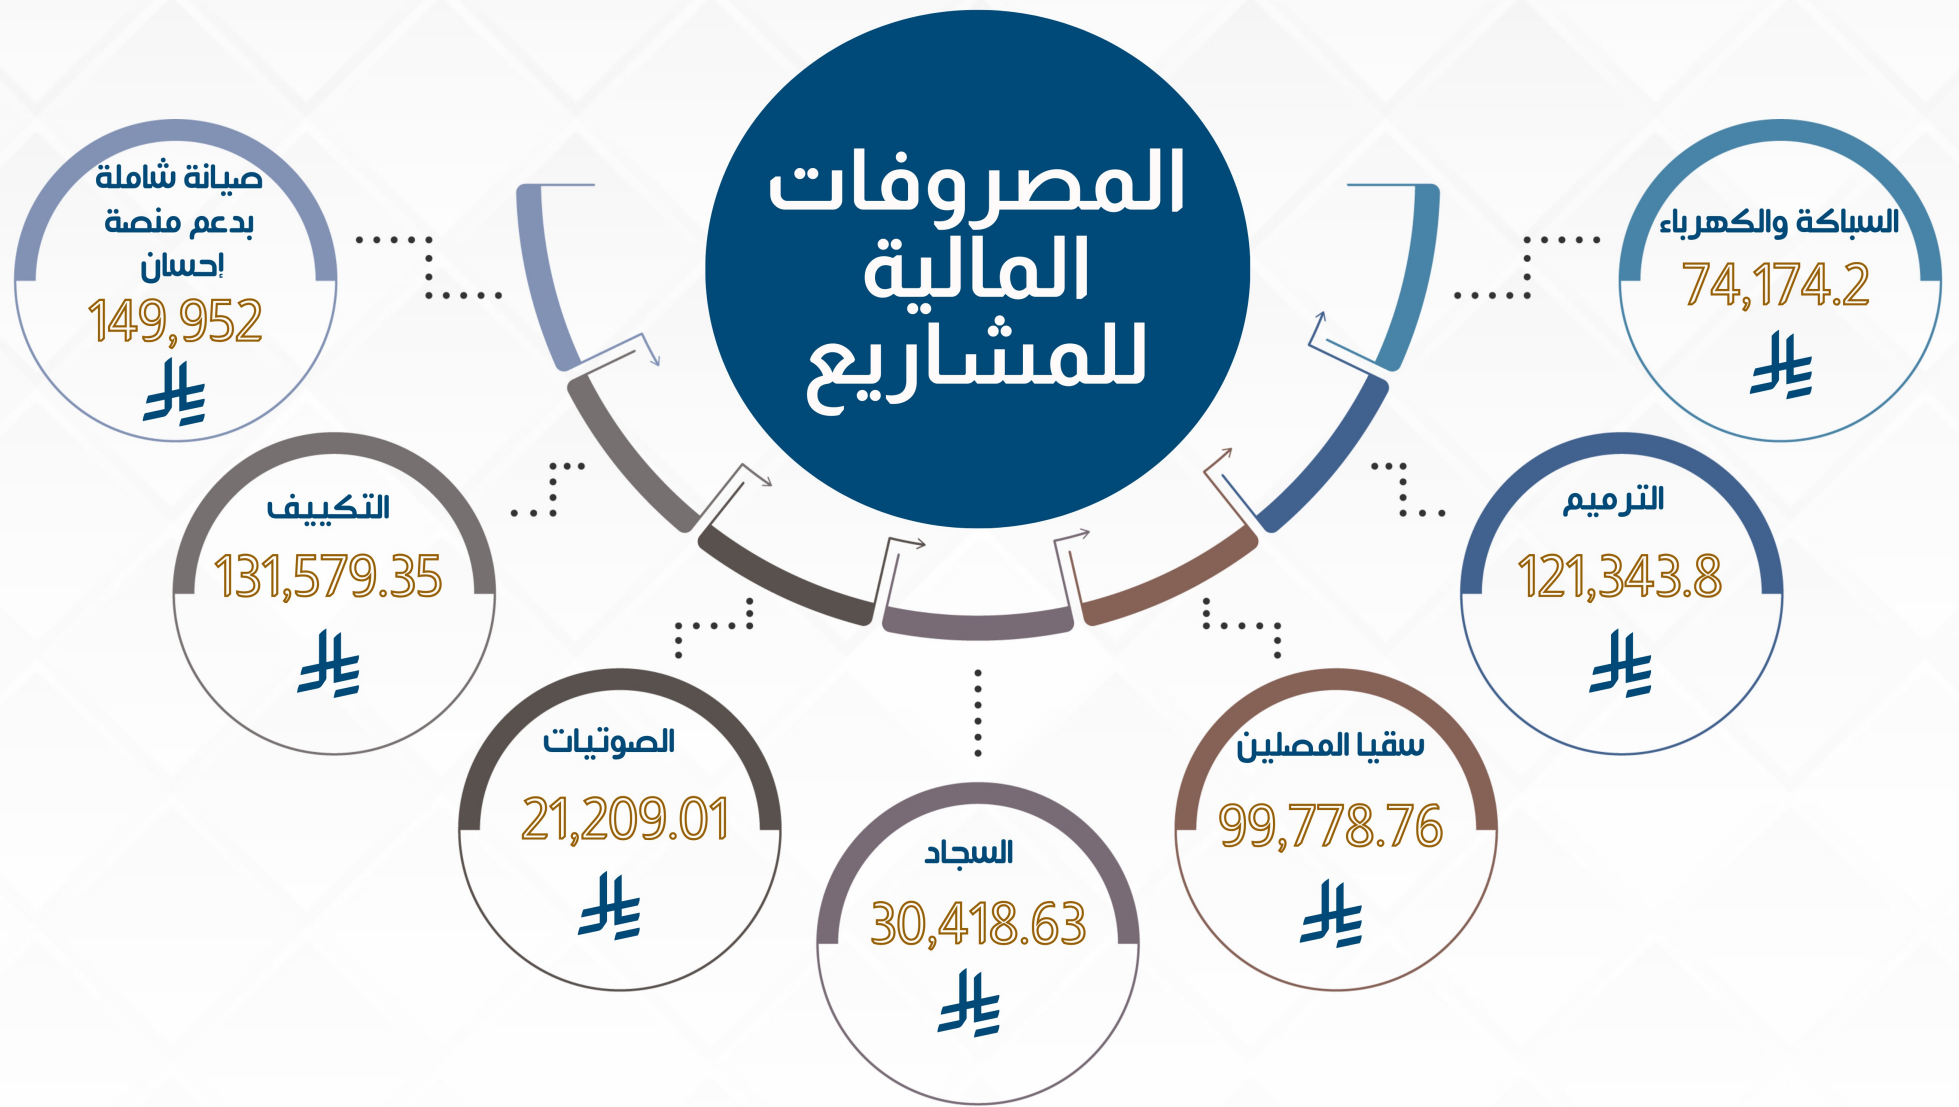 المصروفات
المالية
للمشاريع
السباكة والكهرباء
74,174.2
الترميم
121,343.8
سقيا المصلين
99,778.76
السجاد
30,418.63
الصوتيات
21,209.01
التكييف
131,579.35
صيانة شاملة
بدعم منصة
إحسان
149,952